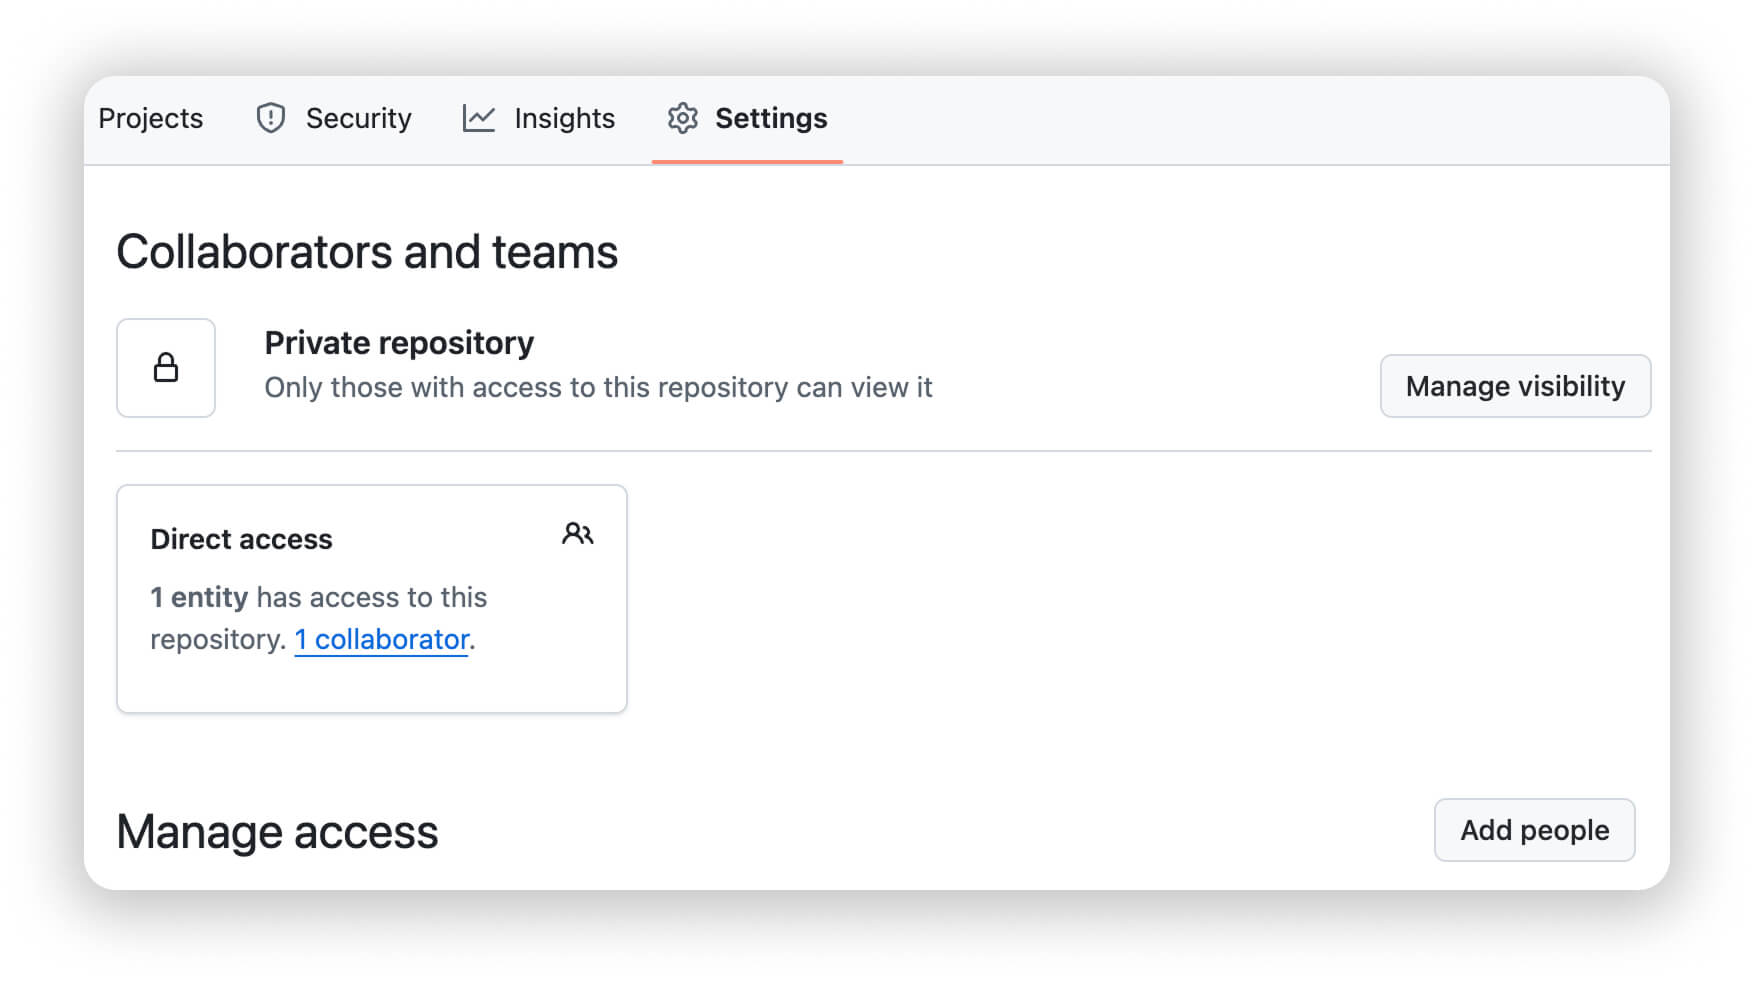 Projects Security Insights Settings
Collaborators and teams
Private repository
Only those with access to this repository can view it
Manage visibility
Direct access
1 entity has access to this
repository. 1 collaborator.
Manage access
Add people